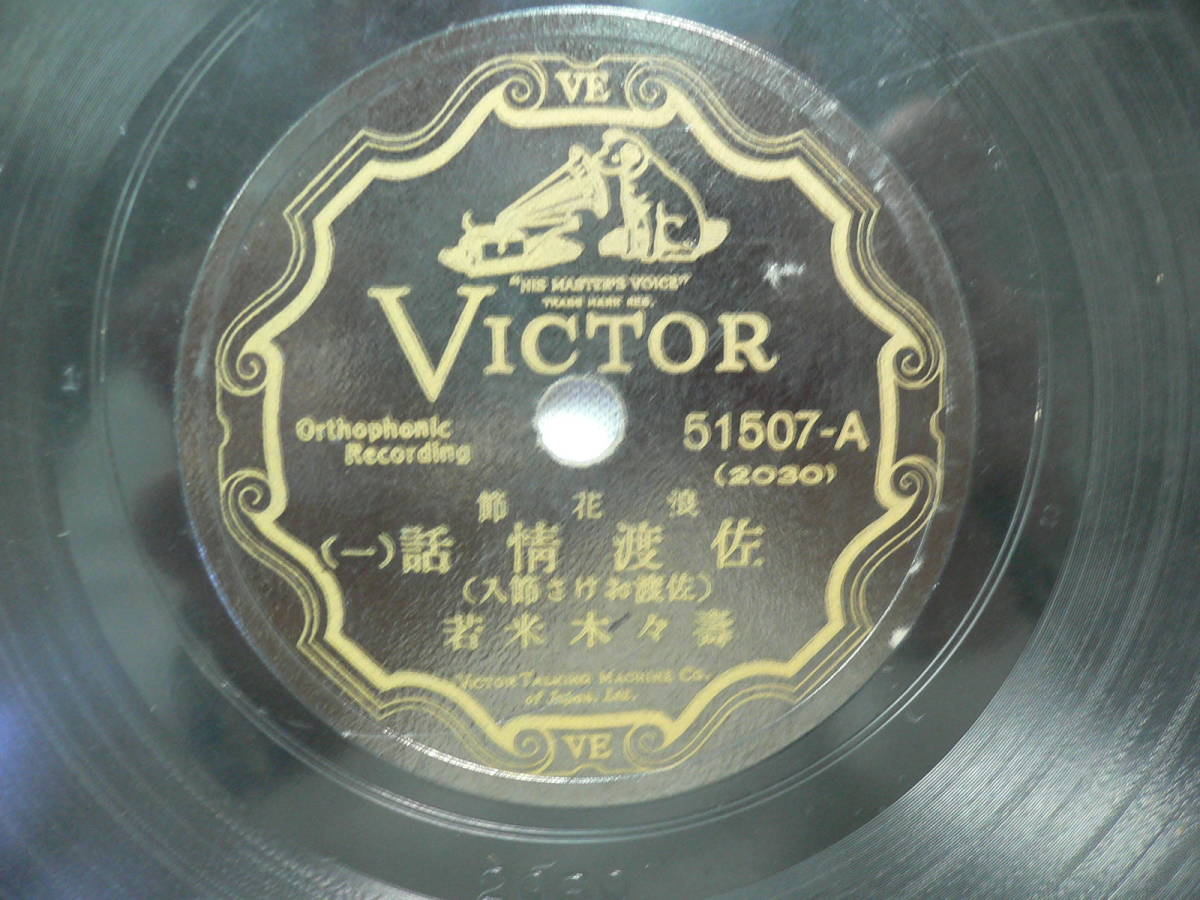 VE
"HIS MASTER'S VOICE"
TRADE MARK REG.
VICTOR
Orthophonic
Recording
51507-A
(2030)
浪花節
佐渡情話(一)
(佐渡おけさ節入)
壽々木米若
VICTOR TALKING MACHINE CO.
of Japan, Ltd.
VE